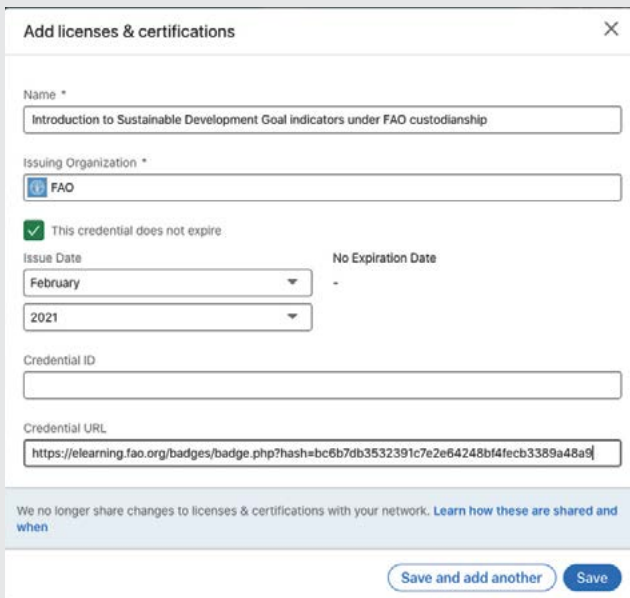 Add licenses & certifications
Name *
Introduction to Sustainable Development Goal indicators under FAO custodianship
Issuing Organization *
FAO
This credential does not expire
Issue Date
No Expiration Date
February
-
2021
Credential ID
Credential URL
https://elearning.fao.org/badges/badge.php?hash=bc6b7db3532391c7e2e64248bf4fecb3389a48a9
We no longer share changes to licenses & certifications with your network. Learn how these are shared and
when
Save and add another
Save